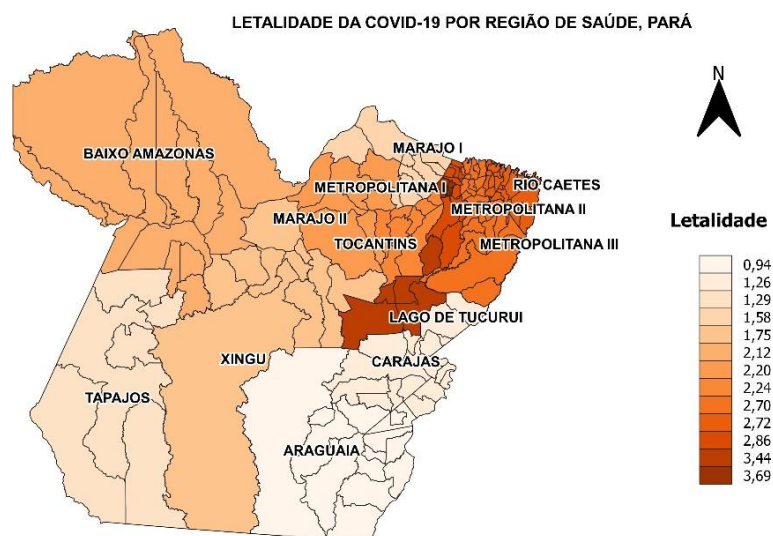 LETALIDADE DA COVID-19 POR REGIÃO DE SAÚDE, PARÁ
N
MARAJO I
BAIXO AMAZONAS
METROPOLITANA I
RIO CAETES
MARAJO II
METROPOLITANA II
TOCANTINS
METROPOLITANA III
LAGO DE TUCURUI
XINGU
CARAJAS
TAPAJOS
ARAGUAIA
Letalidade
0,94
1,26
1,29
1,58
1,75
2,12
2,20
2,24
2,70
2,72
2,86
3,44
3,69